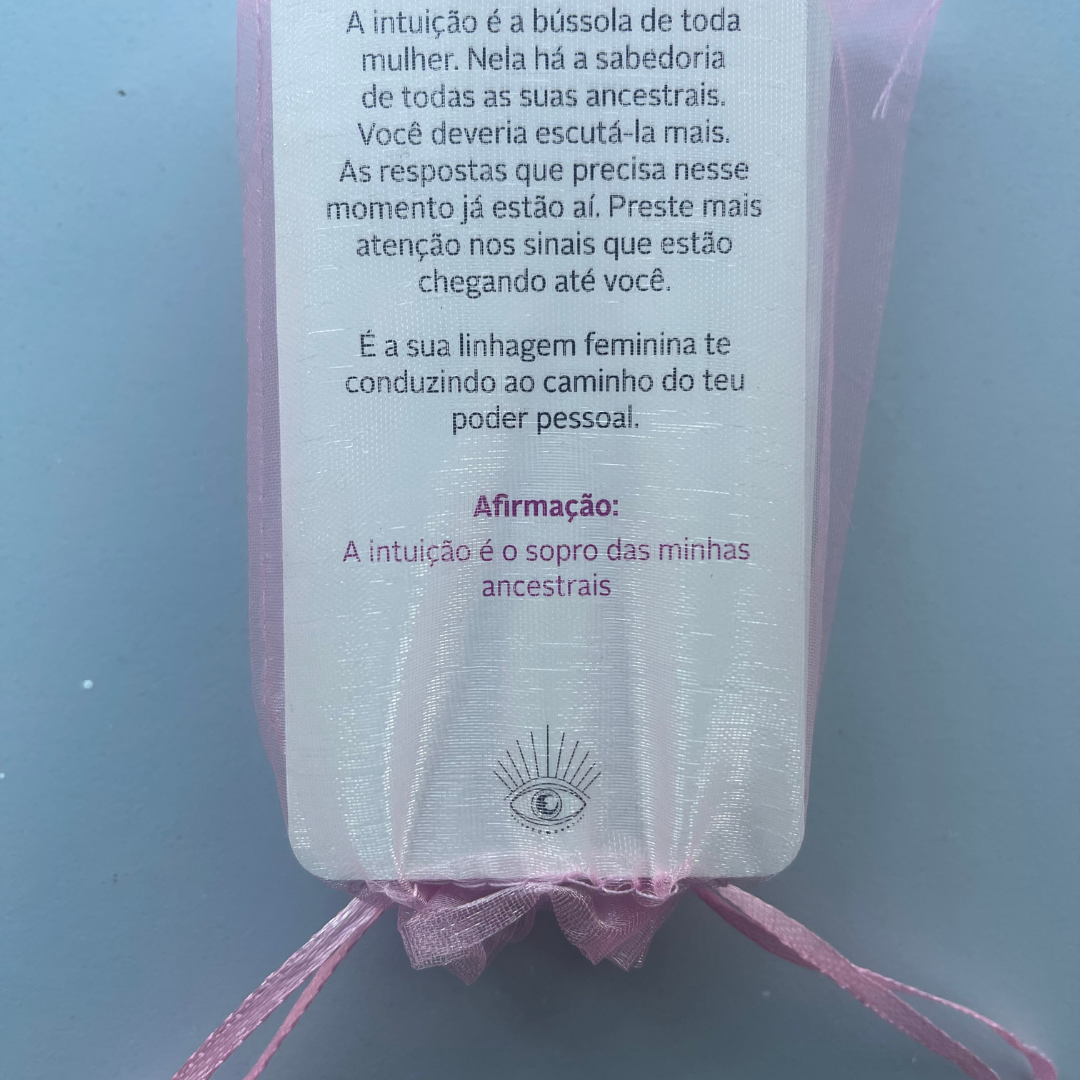 A intuição é a bússola de toda
mulher. Nela há a sabedoria
de todas as suas ancestrais.
Você deveria escutá-la mais.
As respostas que precisa nesse
momento já estão aí. Preste mais
atenção nos sinais que estão
chegando até você.
É a sua linhagem feminina te
conduzindo ao caminho do teu
poder pessoal.
Afirmação:
A intuição é o sopro das minhas
ancestrais